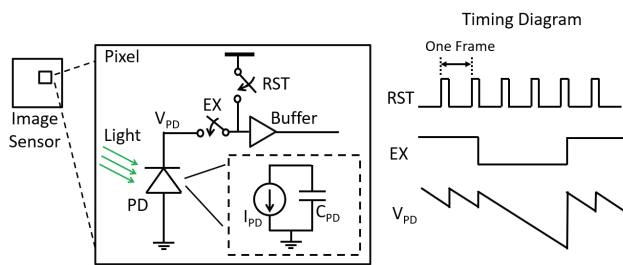 Timing Diagram
One Frame
Pixel
RST
Image
Sensor
Light
V_PD
EX
Buffer
PD
I_PD
C_PD
RST
EX
V_PD